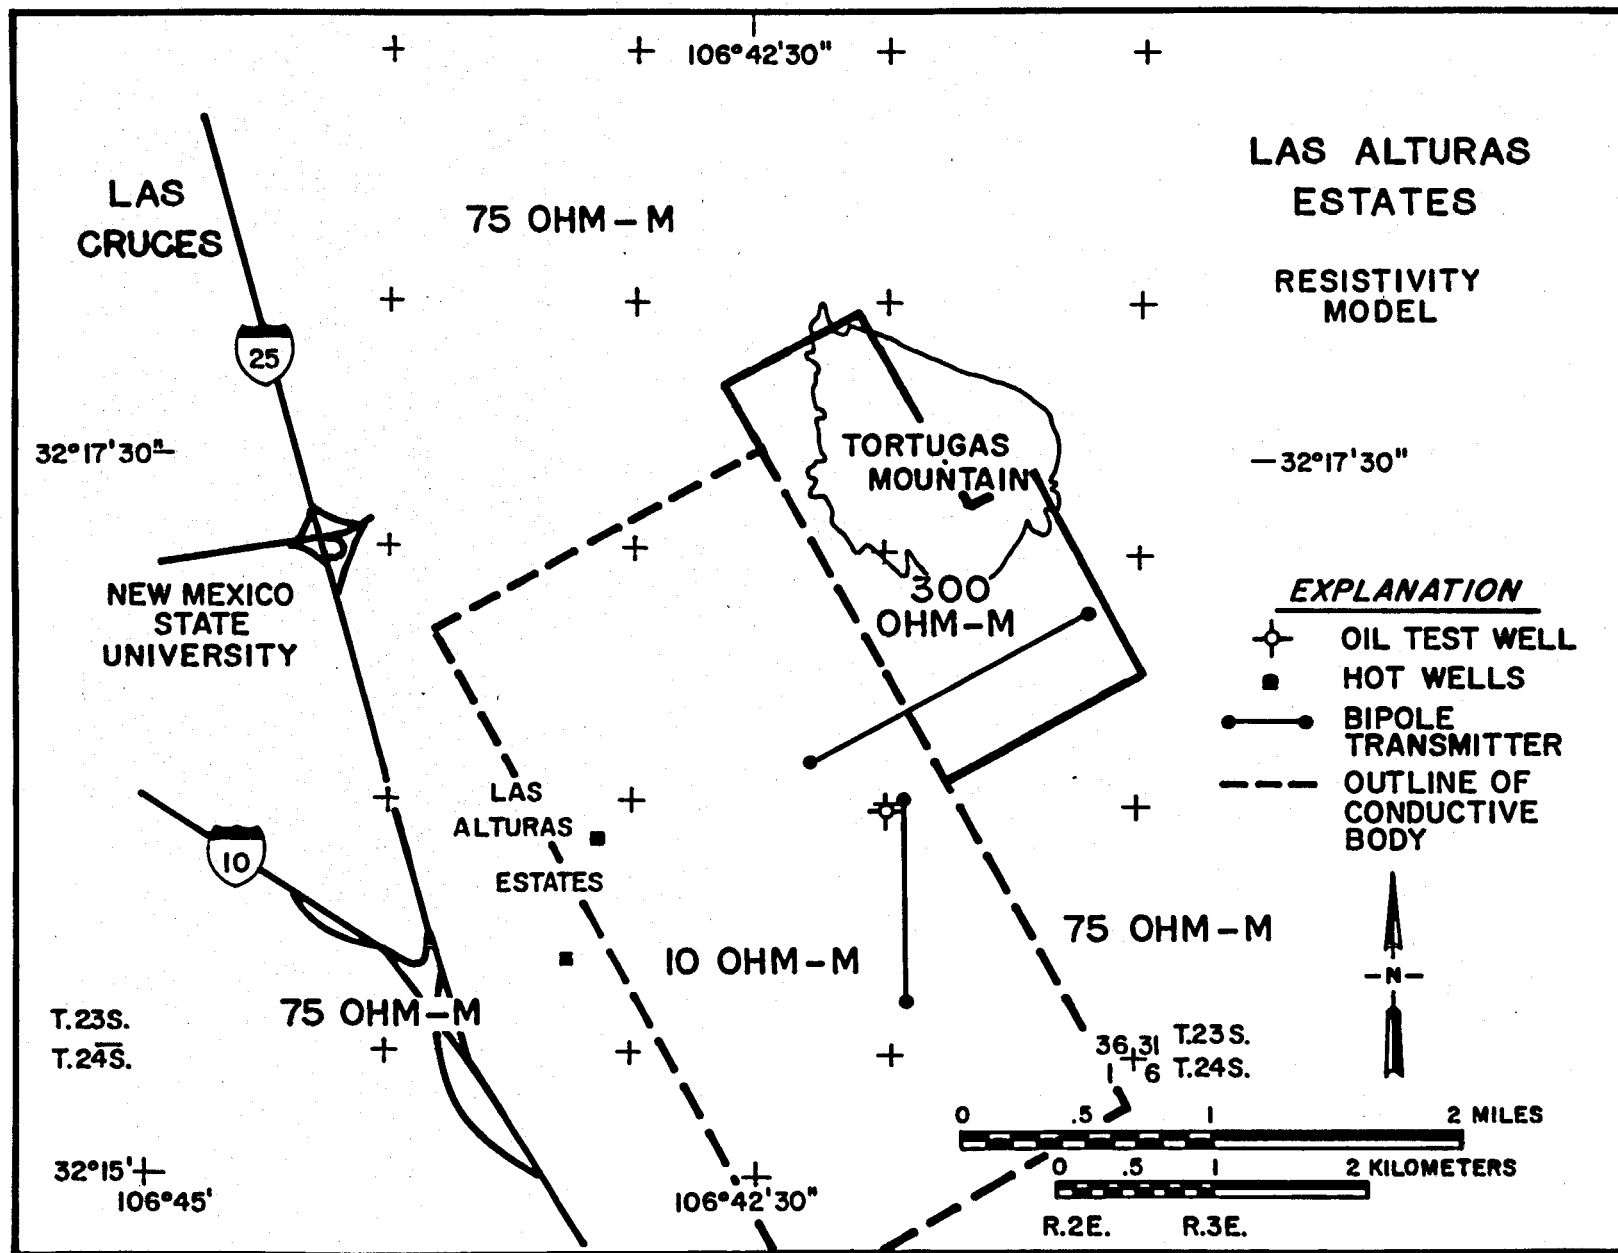 106°42'30"
LAS ALTURAS
ESTATES
RESISTIVITY
MODEL
LAS
CRUCES
75 OHM-M
25
32°17'30"
TORTUGAS
MOUNTAIN
32°17'30"
NEW MEXICO
STATE
UNIVERSITY
300
OHM-M
EXPLANATION
OIL TEST WELL
HOT WELLS
BIPOLE
TRANSMITTER
OUTLINE OF
CONDUCTIVE
BODY
LAS
ALTURAS
ESTATES
10
75 OHM-M
10 OHM-M
N
75 OHM-M
T.23S.
T.24S.
36 31 T.23S.
1 6 T.24S.
0 .5 1 2 MILES
0 .5 1 2 KILOMETERS
R.2E. R.3E.
32°15'
106°45'
106°42'30"